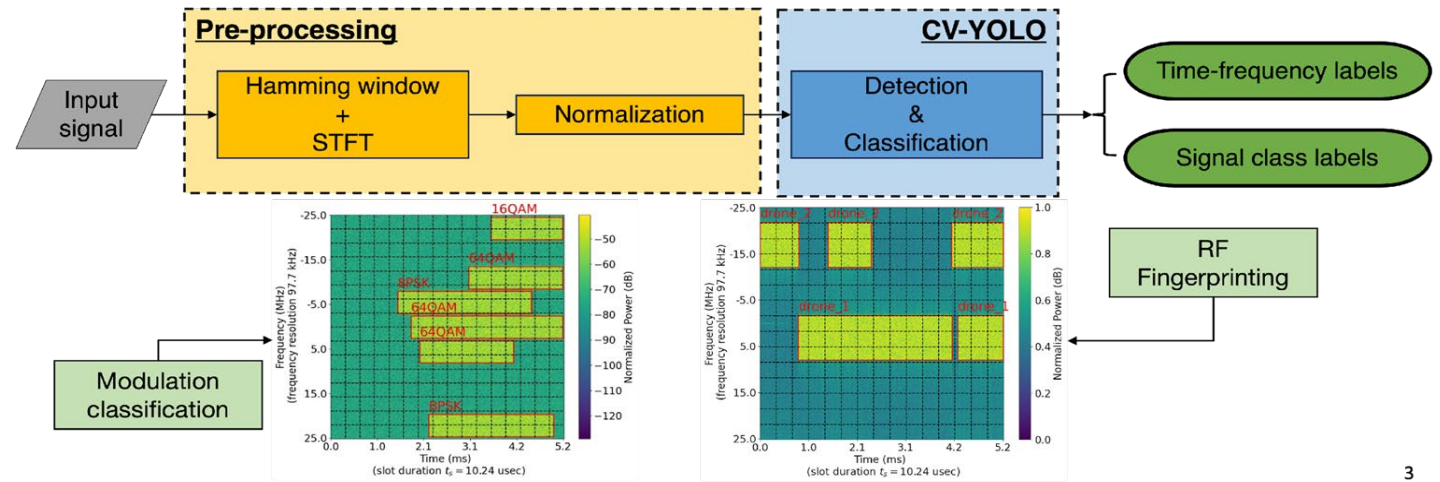 Pre-processing
CV-YOLO
Input
signal
Hamming window
+
STFT
Normalization
Detection
&
Classification
Time-frequency labels
Signal class labels
Modulation
classification
16QAM
64QAM
8PSK
64QAM
64QAM
8PSK
-25.0
-15.0
-5.0
5.0
15.0
25.0
Frequency (MHz)
(frequency resolution 97.7 kHz)
0.0 1.0 2.1 3.1 4.2 5.2
Time (ms)
(slot duration ts = 10.24 usec)
−50
−60
−70
−80
−90
−100
−110
−120
Normalized Power (dB)
drone_2 drone_2 drone_2
drone_1 drone_1
-25.0
-15.0
-5.0
5.0
15.0
25.0
Frequency (MHz)
(frequency resolution 97.7 kHz)
0.0 1.0 2.1 3.1 4.2 5.2
Time (ms)
(slot duration ts = 10.24 usec)
1.0
0.8
0.6
0.4
0.2
0.0
Normalized Power (dB)
RF
Fingerprinting
3